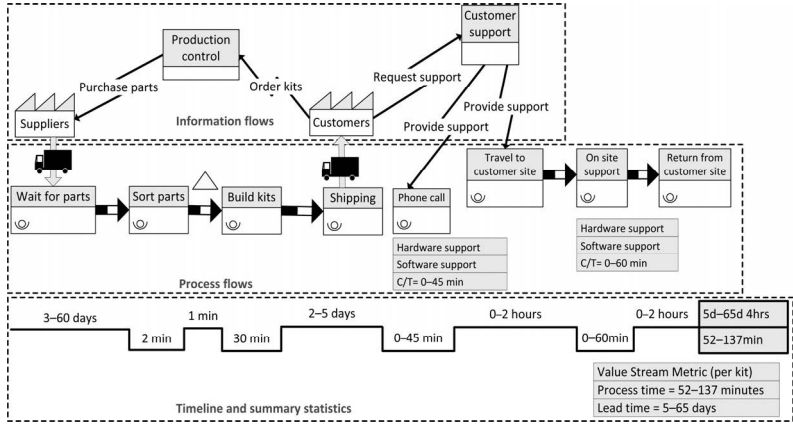 Customer
support
Production
control
Purchase parts
Order kits
Request support
Provide support
Provide support
Suppliers
Information flows
Customers
Wait for parts
Sort parts
Build kits
Shipping
Phone call
Travel to
customer site
On site
support
Return from
customer site
Hardware support
Software support
C/T= 0–45 min
Hardware support
Software support
C/T= 0–60 min
Process flows
3–60 days
2 min
1 min
30 min
2–5 days
0–45 min
0–2 hours
0–60min
0–2 hours
5d–65d 4hrs
52–137min
Value Stream Metric (per kit)
Process time = 52–137 minutes
Lead time = 5–65 days
Timeline and summary statistics